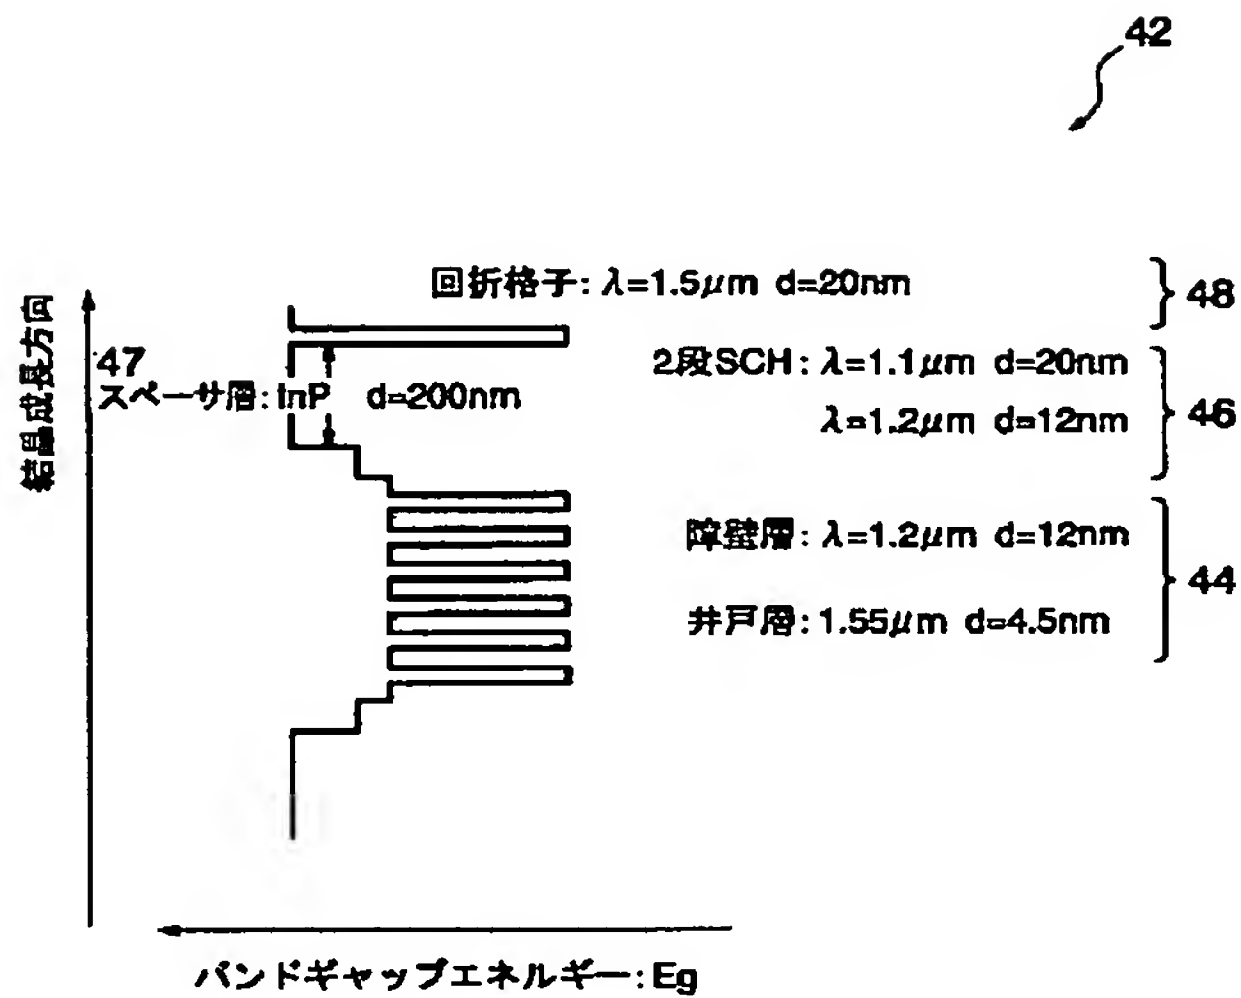 42
回折格子: λ=1.5μm d=20nm
48
結晶成長方向
47
スペーサ層: InP d=200nm
2段SCH: λ=1.1μm d=20nm
λ=1.2μm d=12nm
46
障壁層: λ=1.2μm d=12nm
井戸層: 1.55μm d=4.5nm
44
バンドギャップエネルギー: Eg